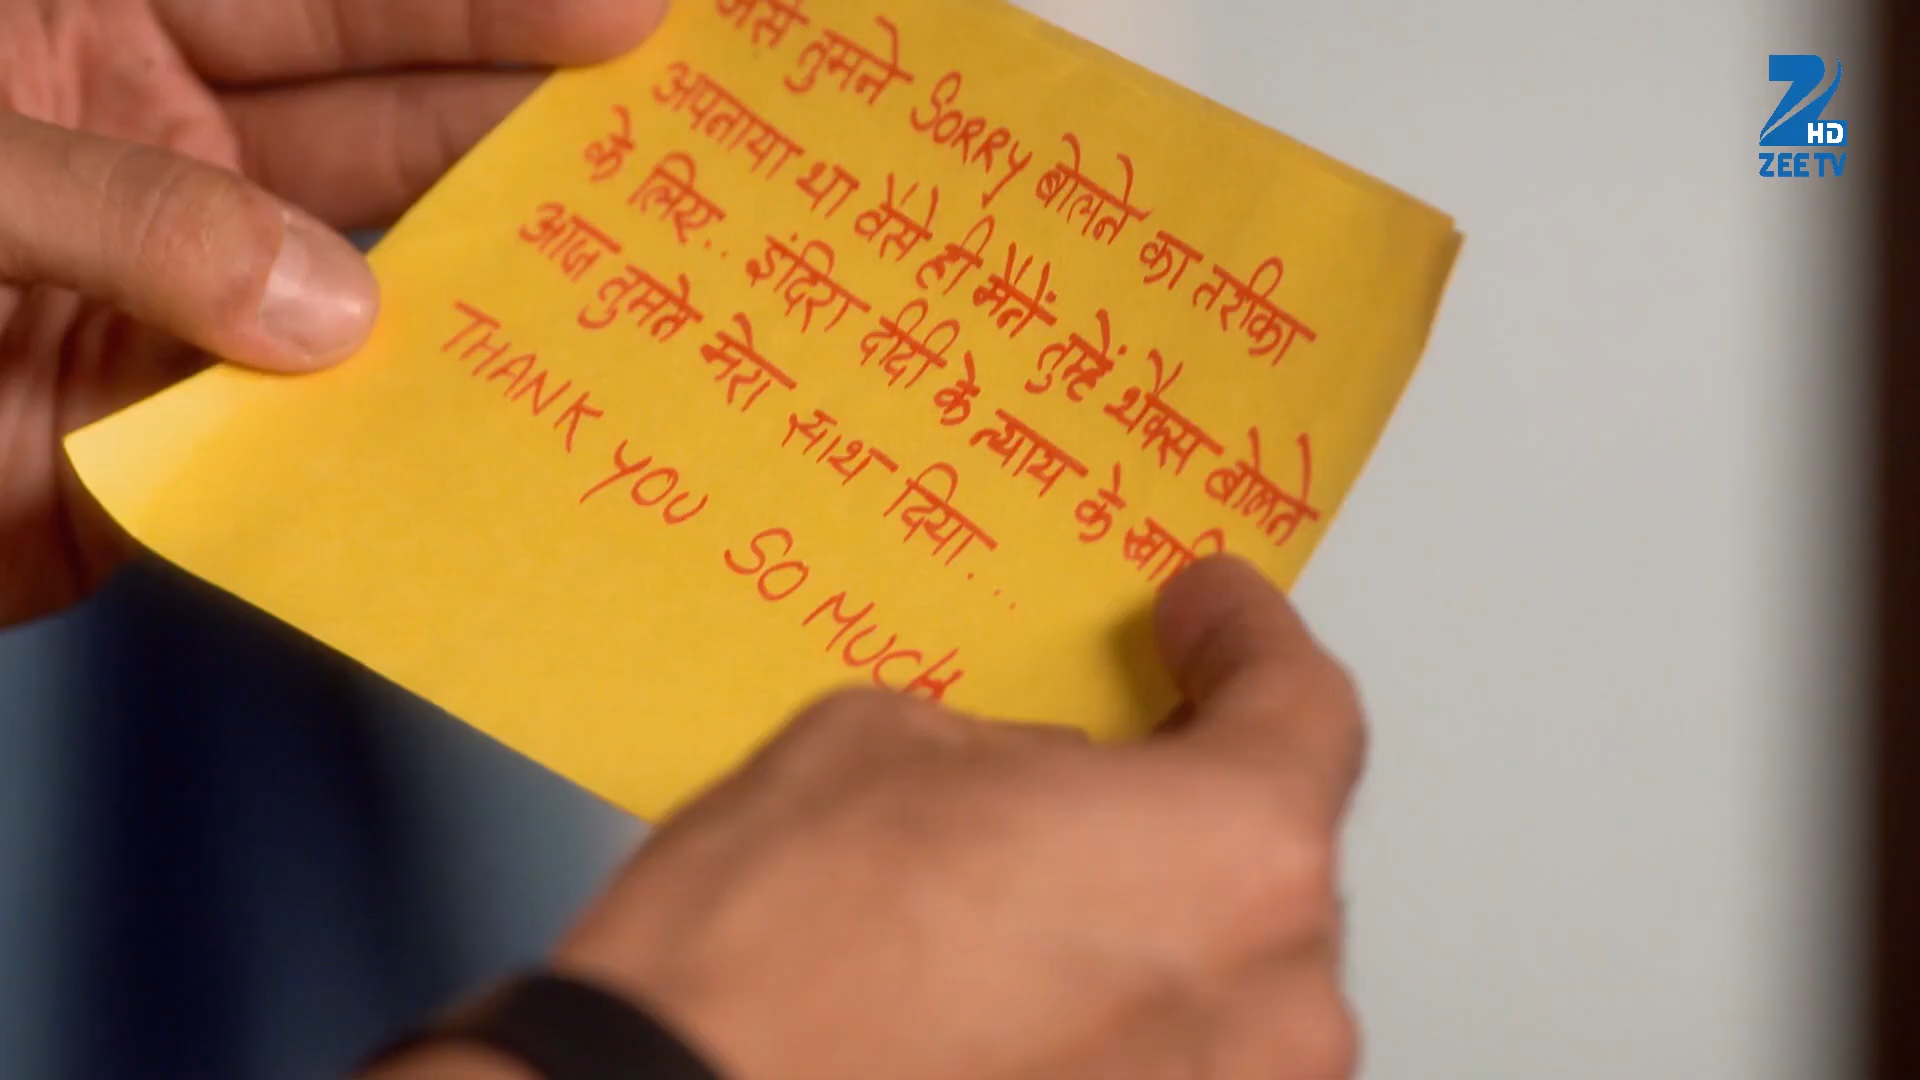 जैसे तुमने SORRY बोलने का तरीका
अपनाया था वैसे ही मैनें तुम्हें थैंक्स बोलने
के लिए.. इंदिरा दीदी के न्याय के
आज तुमने मेरा साथ दिया...
THANK YOU SO MUCH
HD
ZEE TV